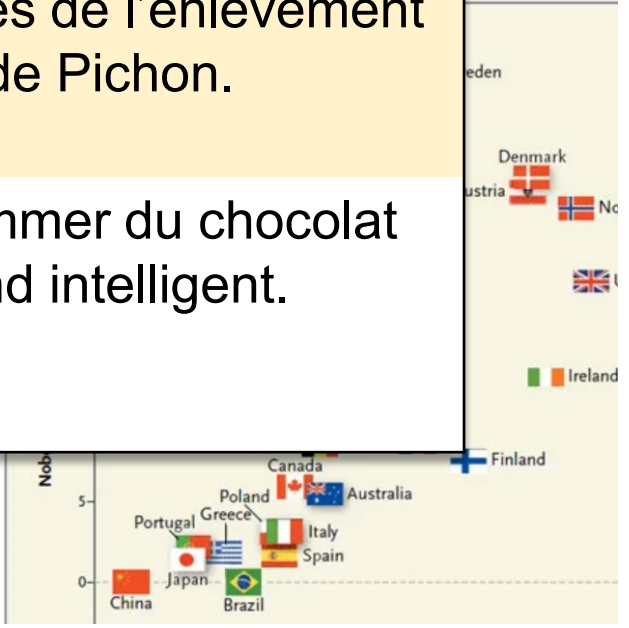 es de l'enlèvement
de Pichon.
mmer du chocolat
nd intelligent.
eden
Denmark
ustria
No
U
Ireland
Finland
Nob
Canada
5
Poland
Australia
Portugal
Greece
Italy
Spain
0
Japan
China
Brazil